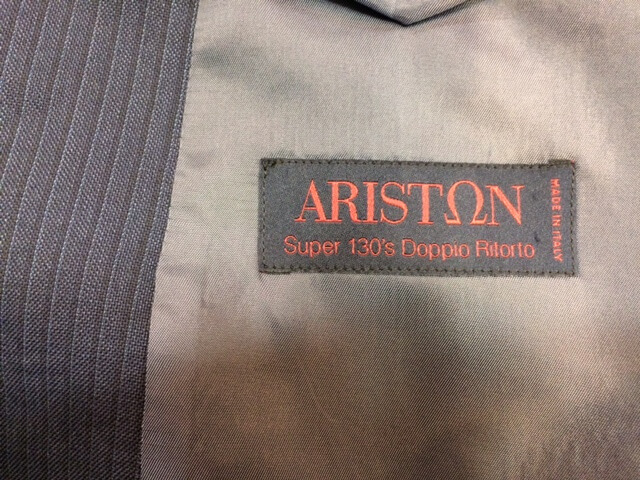 ARISTΩN
Super 130's Doppio Ritorto
MADE IN ITALY